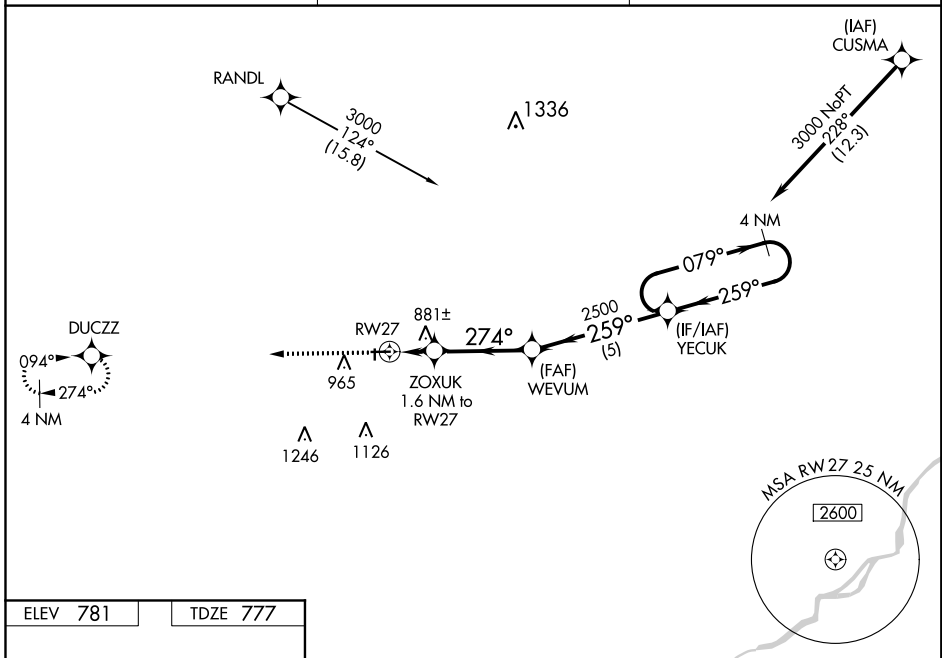 (IAF)
CUSMA
RANDL
1336
3000
124°
(15.8)
3000 NoPT
228°
(12.3)
4 NM
079°
259°
2500
259°
(5)
(IF/IAF)
YECUK
881±
274°
RW27
DUCZZ
094°
274°
4 NM
965
ZOXUK
1.6 NM to
RW27
(FAF)
WEVUM
1246
1126
MSA RW27 25 NM
2600
ELEV 781
TDZE 777